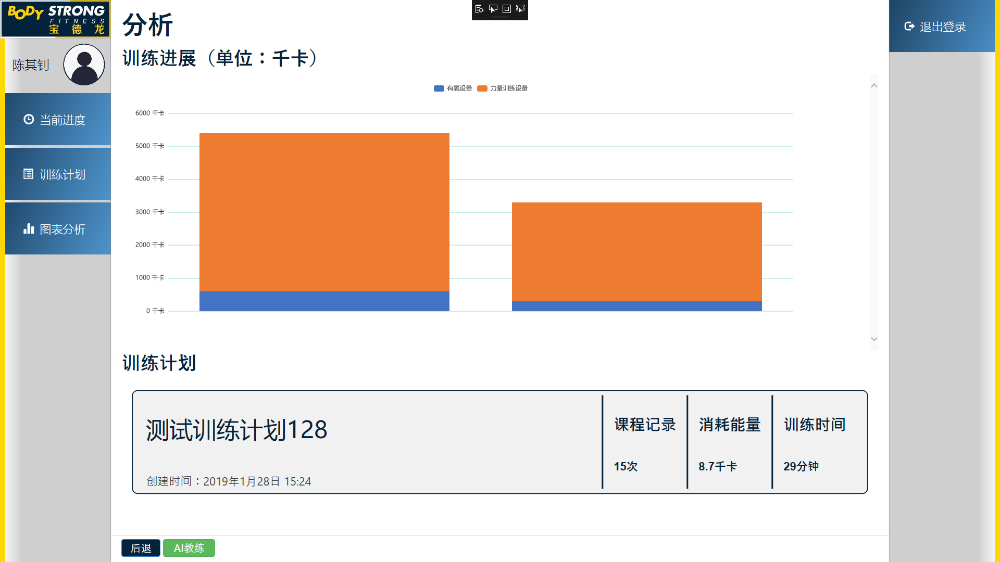 BODY STRONG
FITNESS
宝德龙
陈其钊
当前进度
训练计划
图表分析
退出登录
分析
训练进展（单位：千卡）
有氧设备 力量训练设备
6000 千卡
5000 千卡
4000 千卡
3000 千卡
2000 千卡
1000 千卡
0 千卡
训练计划
测试训练计划128
创建时间：2019年1月28日 15:24
课程记录
15次
消耗能量
8.7千卡
训练时间
29分钟
后退
AI教练